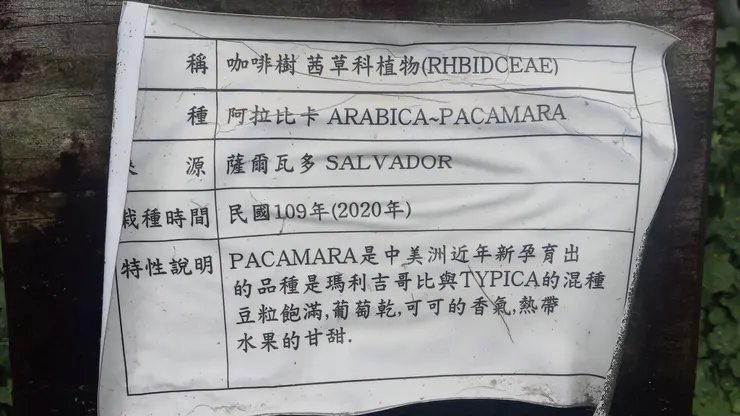 稱 咖啡樹 茜草科植物(RHBIDCEAE)
種 阿拉比卡 ARABICA~PACAMARA
源 薩爾瓦多 SALVADOR
栽種時間 民國109年(2020年)
特性說明 PACAMARA是中美洲近年新孕育出
的品種是瑪利吉哥比與TYPICA的混種
豆粒飽滿,葡萄乾,可可的香氣,熱帶
水果的甘甜.